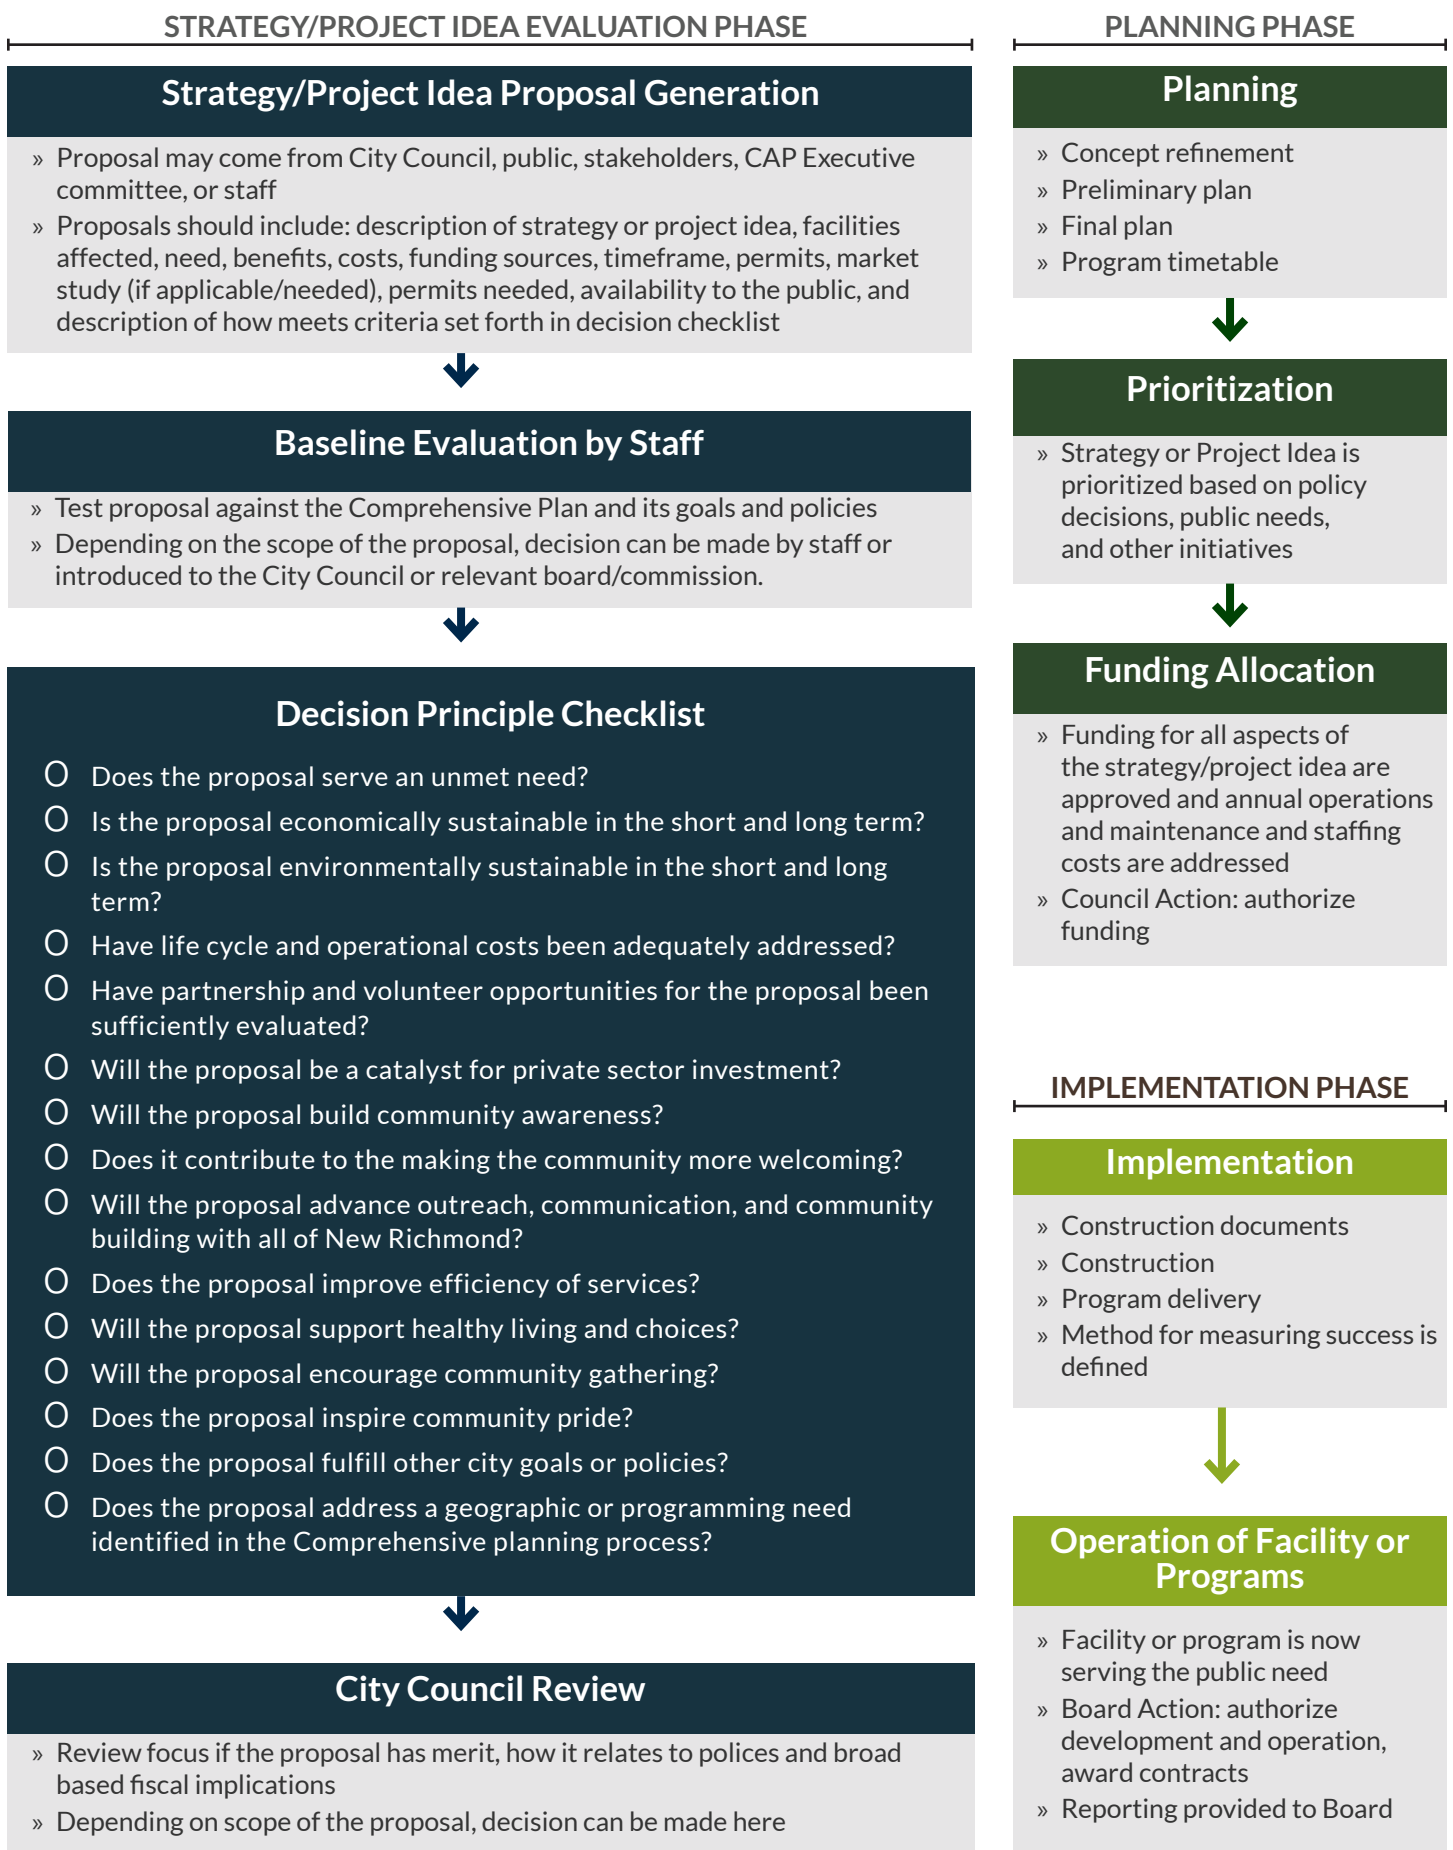 STRATEGY/PROJECT IDEA EVALUATION PHASE
Strategy/Project Idea Proposal Generation
» Proposal may come from City Council, public, stakeholders, CAP Executive
committee, or staff
» Proposals should include: description of strategy or project idea, facilities
affected, need, benefits, costs, funding sources, timeframe, permits, market
study (if applicable/needed), permits needed, availability to the public, and
description of how meets criteria set forth in decision checklist
Baseline Evaluation by Staff
» Test proposal against the Comprehensive Plan and its goals and policies
» Depending on the scope of the proposal, decision can be made by staff or
introduced to the City Council or relevant board/commission.
Decision Principle Checklist
O Does the proposal serve an unmet need?
O Is the proposal economically sustainable in the short and long term?
O Is the proposal environmentally sustainable in the short and long
term?
O Have life cycle and operational costs been adequately addressed?
O Have partnership and volunteer opportunities for the proposal been
sufficiently evaluated?
O Will the proposal be a catalyst for private sector investment?
O Will the proposal build community awareness?
O Does it contribute to the making the community more welcoming?
O Will the proposal advance outreach, communication, and community
building with all of New Richmond?
O Does the proposal improve efficiency of services?
O Will the proposal support healthy living and choices?
O Will the proposal encourage community gathering?
O Does the proposal inspire community pride?
O Does the proposal fulfill other city goals or policies?
O Does the proposal address a geographic or programming need
identified in the Comprehensive planning process?
City Council Review
» Review focus if the proposal has merit, how it relates to polices and broad
based fiscal implications
» Depending on scope of the proposal, decision can be made here
PLANNING PHASE
Planning
» Concept refinement
» Preliminary plan
» Final plan
» Program timetable
Prioritization
» Strategy or Project Idea is
prioritized based on policy
decisions, public needs,
and other initiatives
Funding Allocation
» Funding for all aspects of
the strategy/project idea are
approved and annual operations
and maintenance and staffing
costs are addressed
» Council Action: authorize
funding
IMPLEMENTATION PHASE
Implementation
» Construction documents
» Construction
» Program delivery
» Method for measuring success is
defined
Operation of Facility or
Programs
» Facility or program is now
serving the public need
» Board Action: authorize
development and operation,
award contracts
» Reporting provided to Board